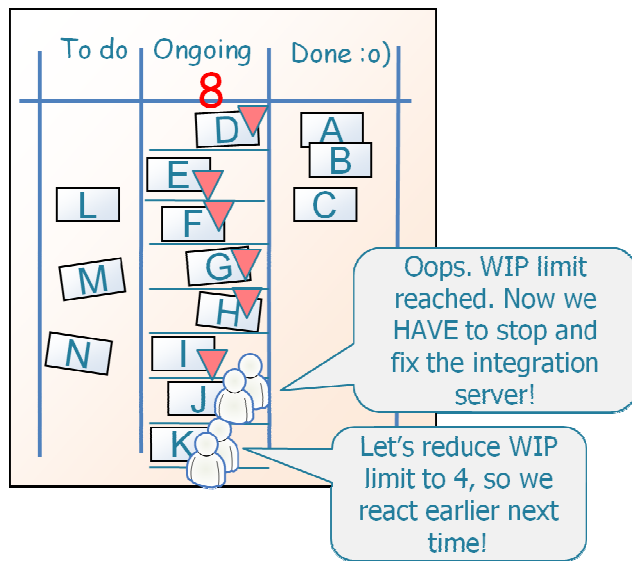 To do Ongoing Done :o)
8
D A
B
E
L F C
G
M H
N I
J
K
Oops. WIP limit
reached. Now we
HAVE to stop and
fix the integration
server!
Let's reduce WIP
limit to 4, so we
react earlier next
time!